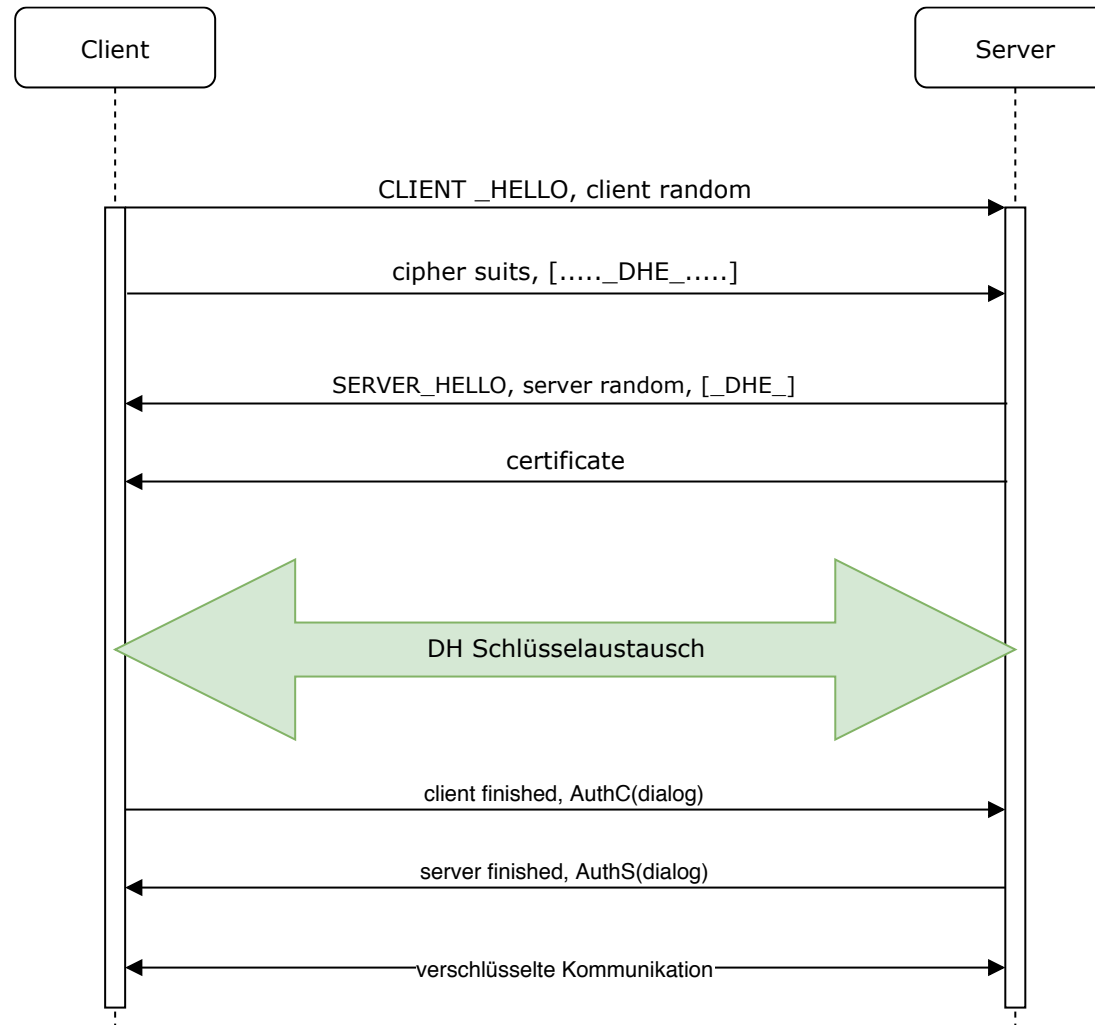 Client
Server
CLIENT _HELLO, client random
cipher suits, [....._DHE_.....]
SERVER_HELLO, server random, [_DHE_]
certificate
DH Schlüsselaustausch
client finished, AuthC(dialog)
server finished, AuthS(dialog)
verschlüsselte Kommunikation